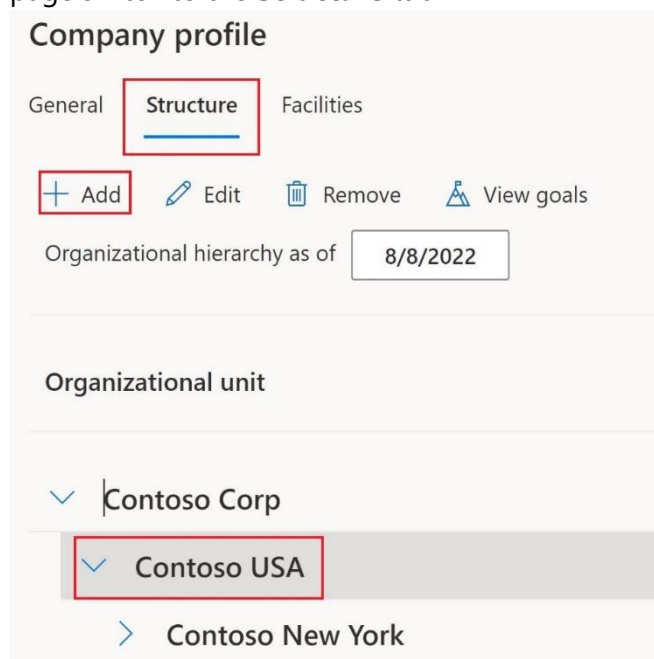 Company profile
General Structure Facilities
+ Add Edit Remove View goals
Organizational hierarchy as of 8/8/2022
Organizational unit
Contoso Corp
Contoso USA
Contoso New York